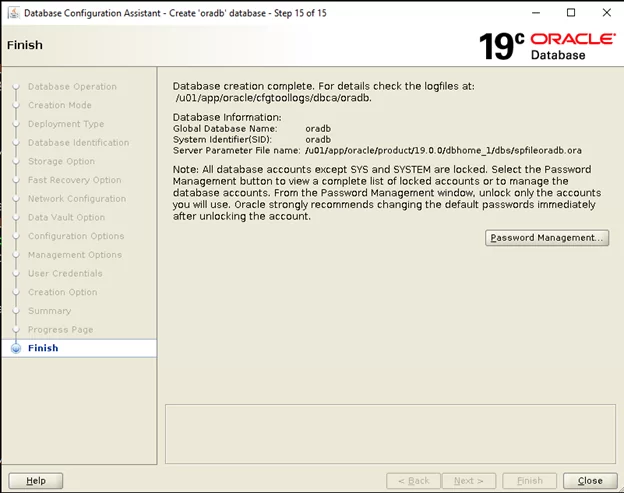 Database Configuration Assistant - Create 'oradb' database - Step 15 of 15
Finish
19c ORACLE
Database
Database Operation
Creation Mode
Deployment Type
Database Identification
Storage Option
Fast Recovery Option
Network Configuration
Data Vault Option
Configuration Options
Management Options
User Credentials
Creation Option
Summary
Progress Page
Finish
Database creation complete. For details check the logfiles at:
/u01/app/oracle/cfgtoollogs/dbca/oradb.
Database Information:
Global Database Name: oradb
System Identifier(SID): oradb
Server Parameter File name: /u01/app/oracle/product/19.0.0/dbhome_1/dbs/spfileoradb.ora
Note: All database accounts except SYS and SYSTEM are locked. Select the Password
Management button to view a complete list of locked accounts or to manage the
database accounts. From the Password Management window, unlock only the accounts
you will use. Oracle strongly recommends changing the default passwords immediately
after unlocking the account.
Password Management...
Help
< Back
Next >
Finish
Close